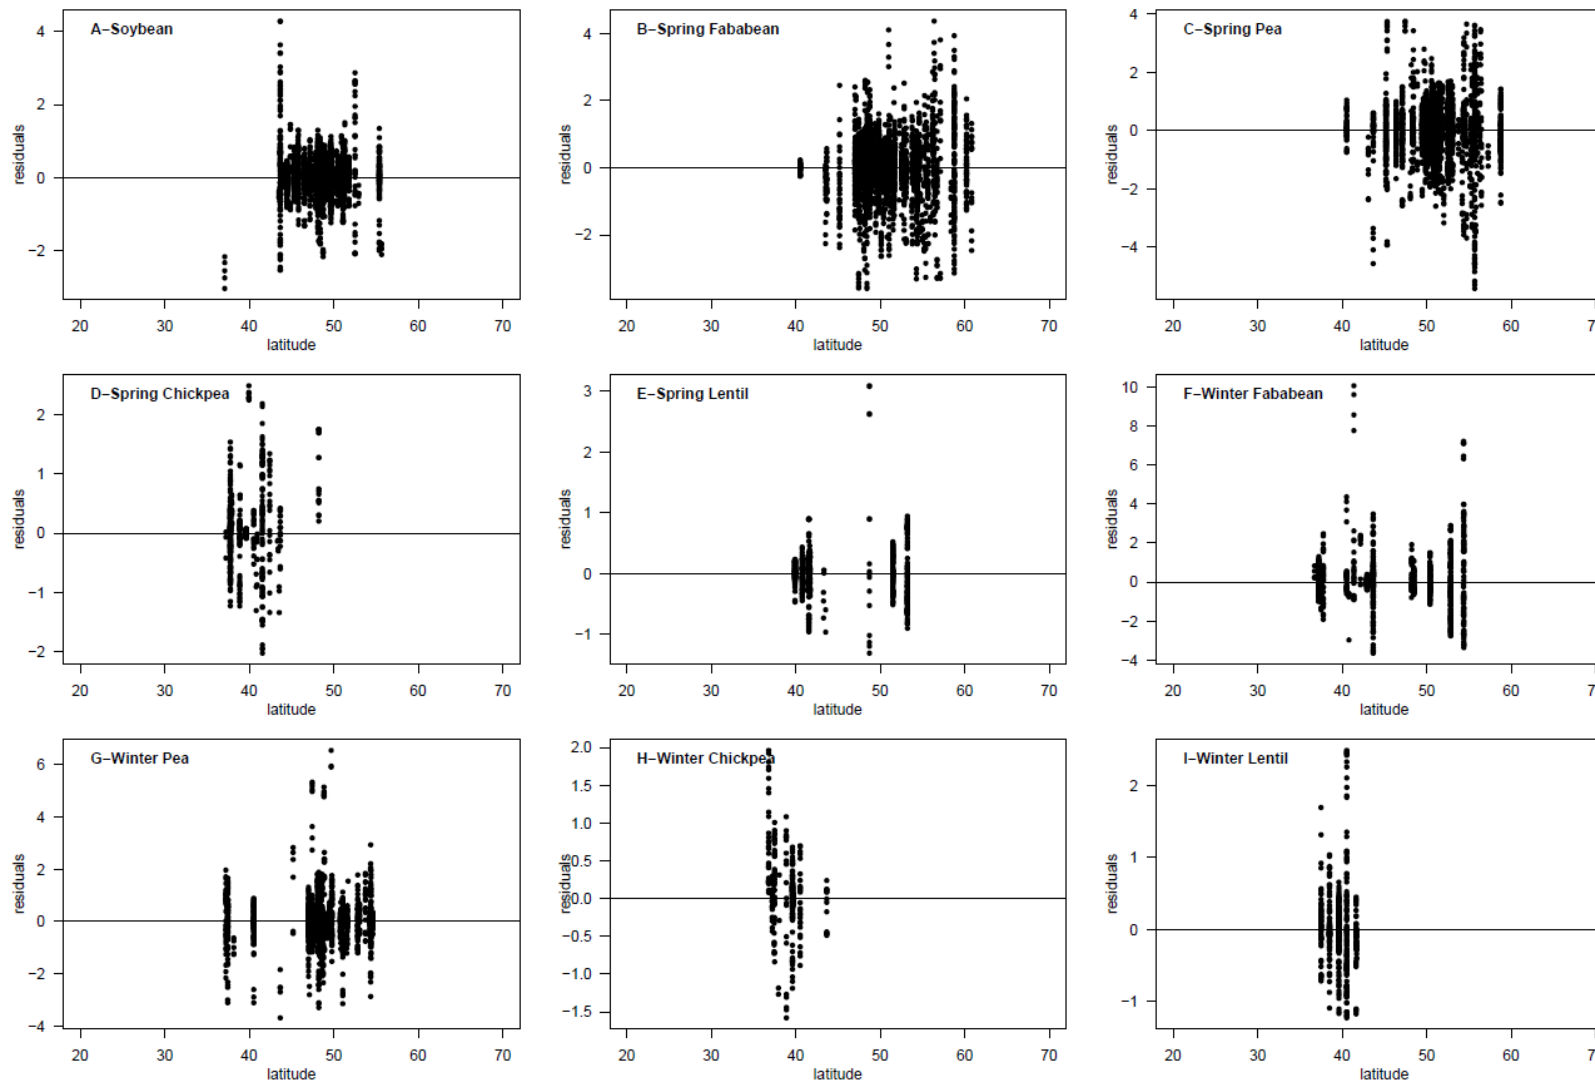 A–Soybean
4
2
0
−2
residuals
20 30 40 50 60 70
latitude
B–Spring Fababean
4
2
0
−2
residuals
20 30 40 50 60 70
latitude
C–Spring Pea
4
2
0
−2
−4
residuals
20 30 40 50 60 7
latitude
D–Spring Chickpea
2
1
0
−1
−2
residuals
20 30 40 50 60 70
latitude
E–Spring Lentil
3
2
1
0
−1
residuals
20 30 40 50 60 70
latitude
F–Winter Fababean
10
8
6
4
2
0
−2
−4
residuals
20 30 40 50 60 7
latitude
G–Winter Pea
6
4
2
0
−2
−4
residuals
20 30 40 50 60 70
latitude
H–Winter Chickpea
2.0
1.5
1.0
0.5
0.0
−0.5
−1.0
−1.5
residuals
20 30 40 50 60 70
latitude
I–Winter Lentil
2
1
0
−1
residuals
20 30 40 50 60 7
latitude